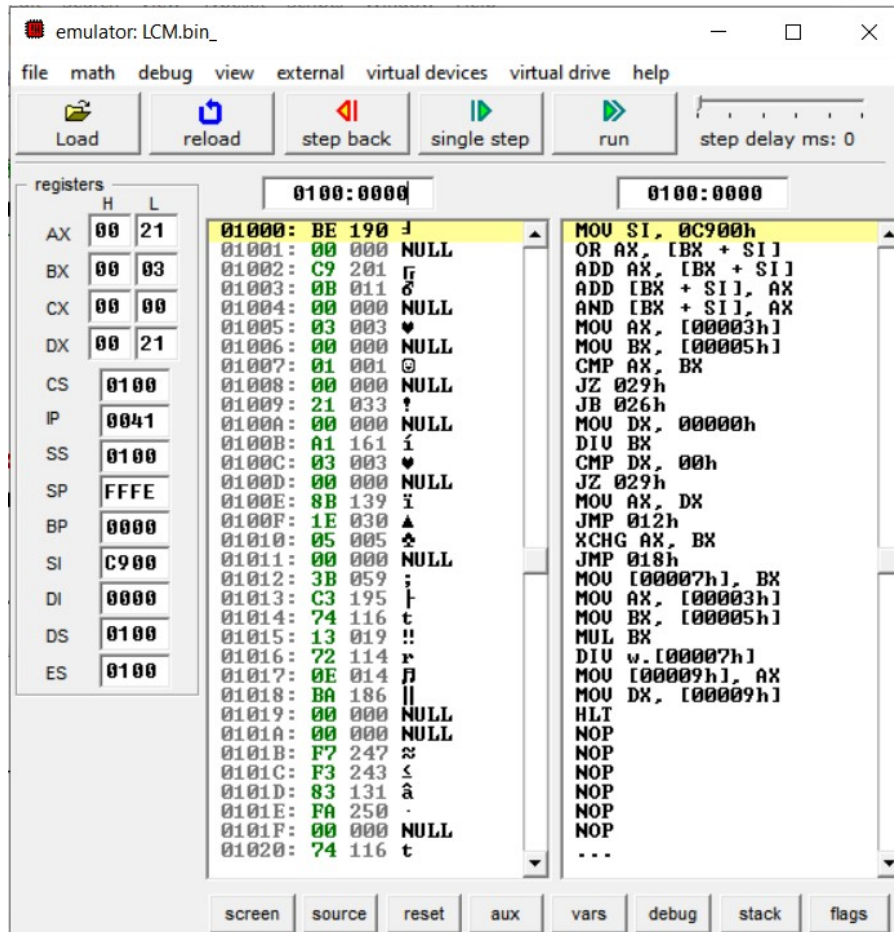 emulator: LCM.bin_
file math debug view external virtual devices virtual drive help
Load reload step back single step run step delay ms: 0
registers
H L
AX 00 21
BX 00 03
CX 00 00
DX 00 21
CS 0100
IP 0041
SS 0100
SP FFFE
BP 0000
SI C900
DI 0000
DS 0100
ES 0100
0100:0000
01000: BE 190 ╛
01001: 00 000 NULL
01002: C9 201 ╔
01003: 0B 011 ♂
01004: 00 000 NULL
01005: 03 003 ♥
01006: 00 000 NULL
01007: 01 001 ☺
01008: 00 000 NULL
01009: 21 033 !
0100A: 00 000 NULL
0100B: A1 161 í
0100C: 03 003 ♥
0100D: 00 000 NULL
0100E: 8B 139 ï
0100F: 1E 030 ▲
01010: 05 005 ♣
01011: 00 000 NULL
01012: 3B 059 ;
01013: C3 195 ├
01014: 74 116 t
01015: 13 019 ‼
01016: 72 114 r
01017: 0E 014 ♫
01018: BA 186 ║
01019: 00 000 NULL
0101A: 00 000 NULL
0101B: F7 247 ≈
0101C: F3 243 ≤
0101D: 83 131 â
0101E: FA 250 ·
0101F: 00 000 NULL
01020: 74 116 t
0100:0000
MOV SI, 0C900h
OR AX, [BX + SI]
ADD AX, [BX + SI]
ADD [BX + SI], AX
AND [BX + SI], AX
MOV AX, [00003h]
MOV BX, [00005h]
CMP AX, BX
JZ 029h
JB 026h
MOV DX, 00000h
DIV BX
CMP DX, 00h
JZ 029h
MOV AX, DX
JMP 012h
XCHG AX, BX
JMP 018h
MOV [00007h], BX
MOV AX, [00003h]
MOV BX, [00005h]
MUL BX
DIV w.[00007h]
MOV [00009h], AX
MOV DX, [00009h]
HLT
NOP
NOP
NOP
NOP
NOP
NOP
...
screen source reset aux vars debug stack flags